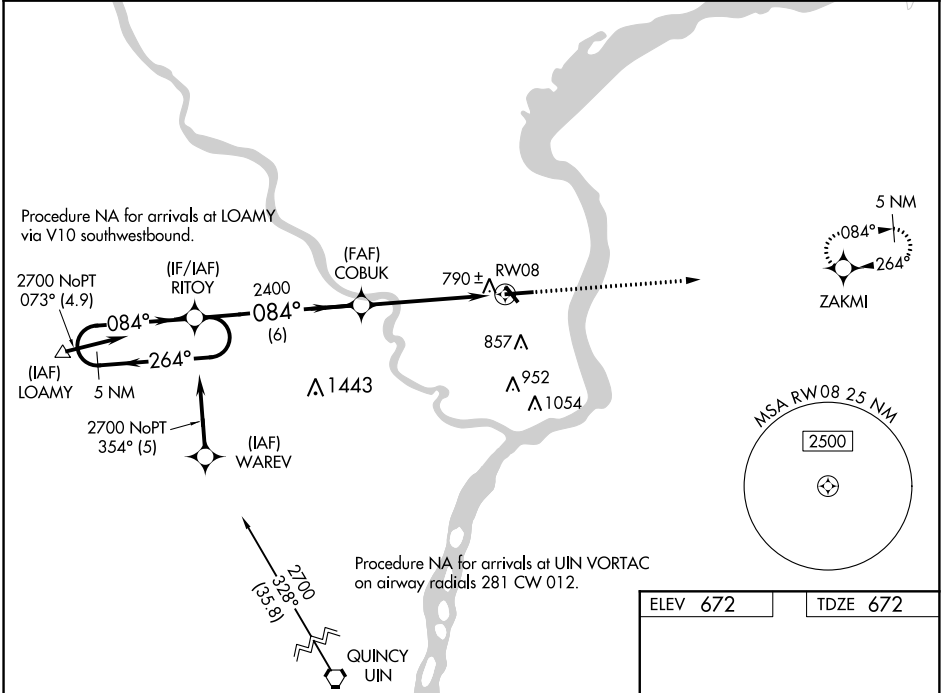 Procedure NA for arrivals at LOAMY
via V10 southwestbound.
2700 NoPT
073° (4.9)
(IF/IAF)
RITOY
084°
264°
(IAF)
LOAMY
5 NM
2400
084°
(6)
(FAF)
COBUK
790 ±
RW08
857
952
1054
1443
5 NM
084°
264°
ZAKMI
2700 NoPT
354° (5)
(IAF)
WAREV
MSA RW08 25 NM
2500
Procedure NA for arrivals at UIN VORTAC
on airway radials 281 CW 012.
2700
328°
(35.8)
QUINCY
UIN
ELEV 672
TDZE 672